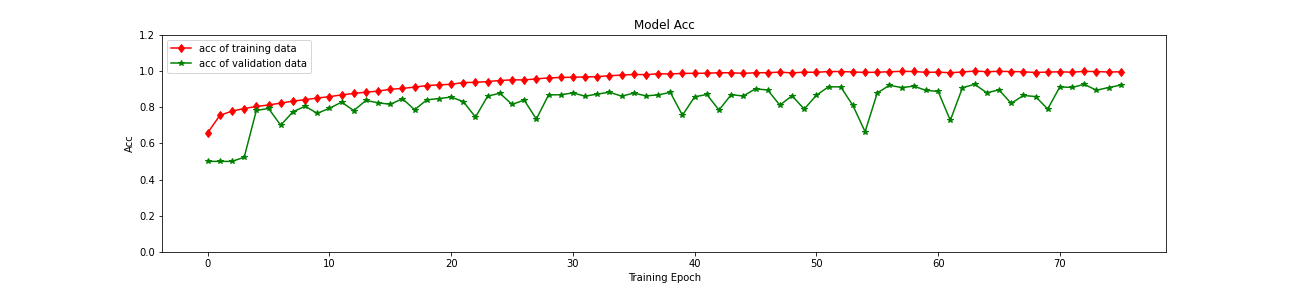 Model Acc
1.2
1.0
0.8
0.6
0.4
0.2
0.0
Acc
acc of training data
acc of validation data
0 10 20 30 40 50 60 70
Training Epoch